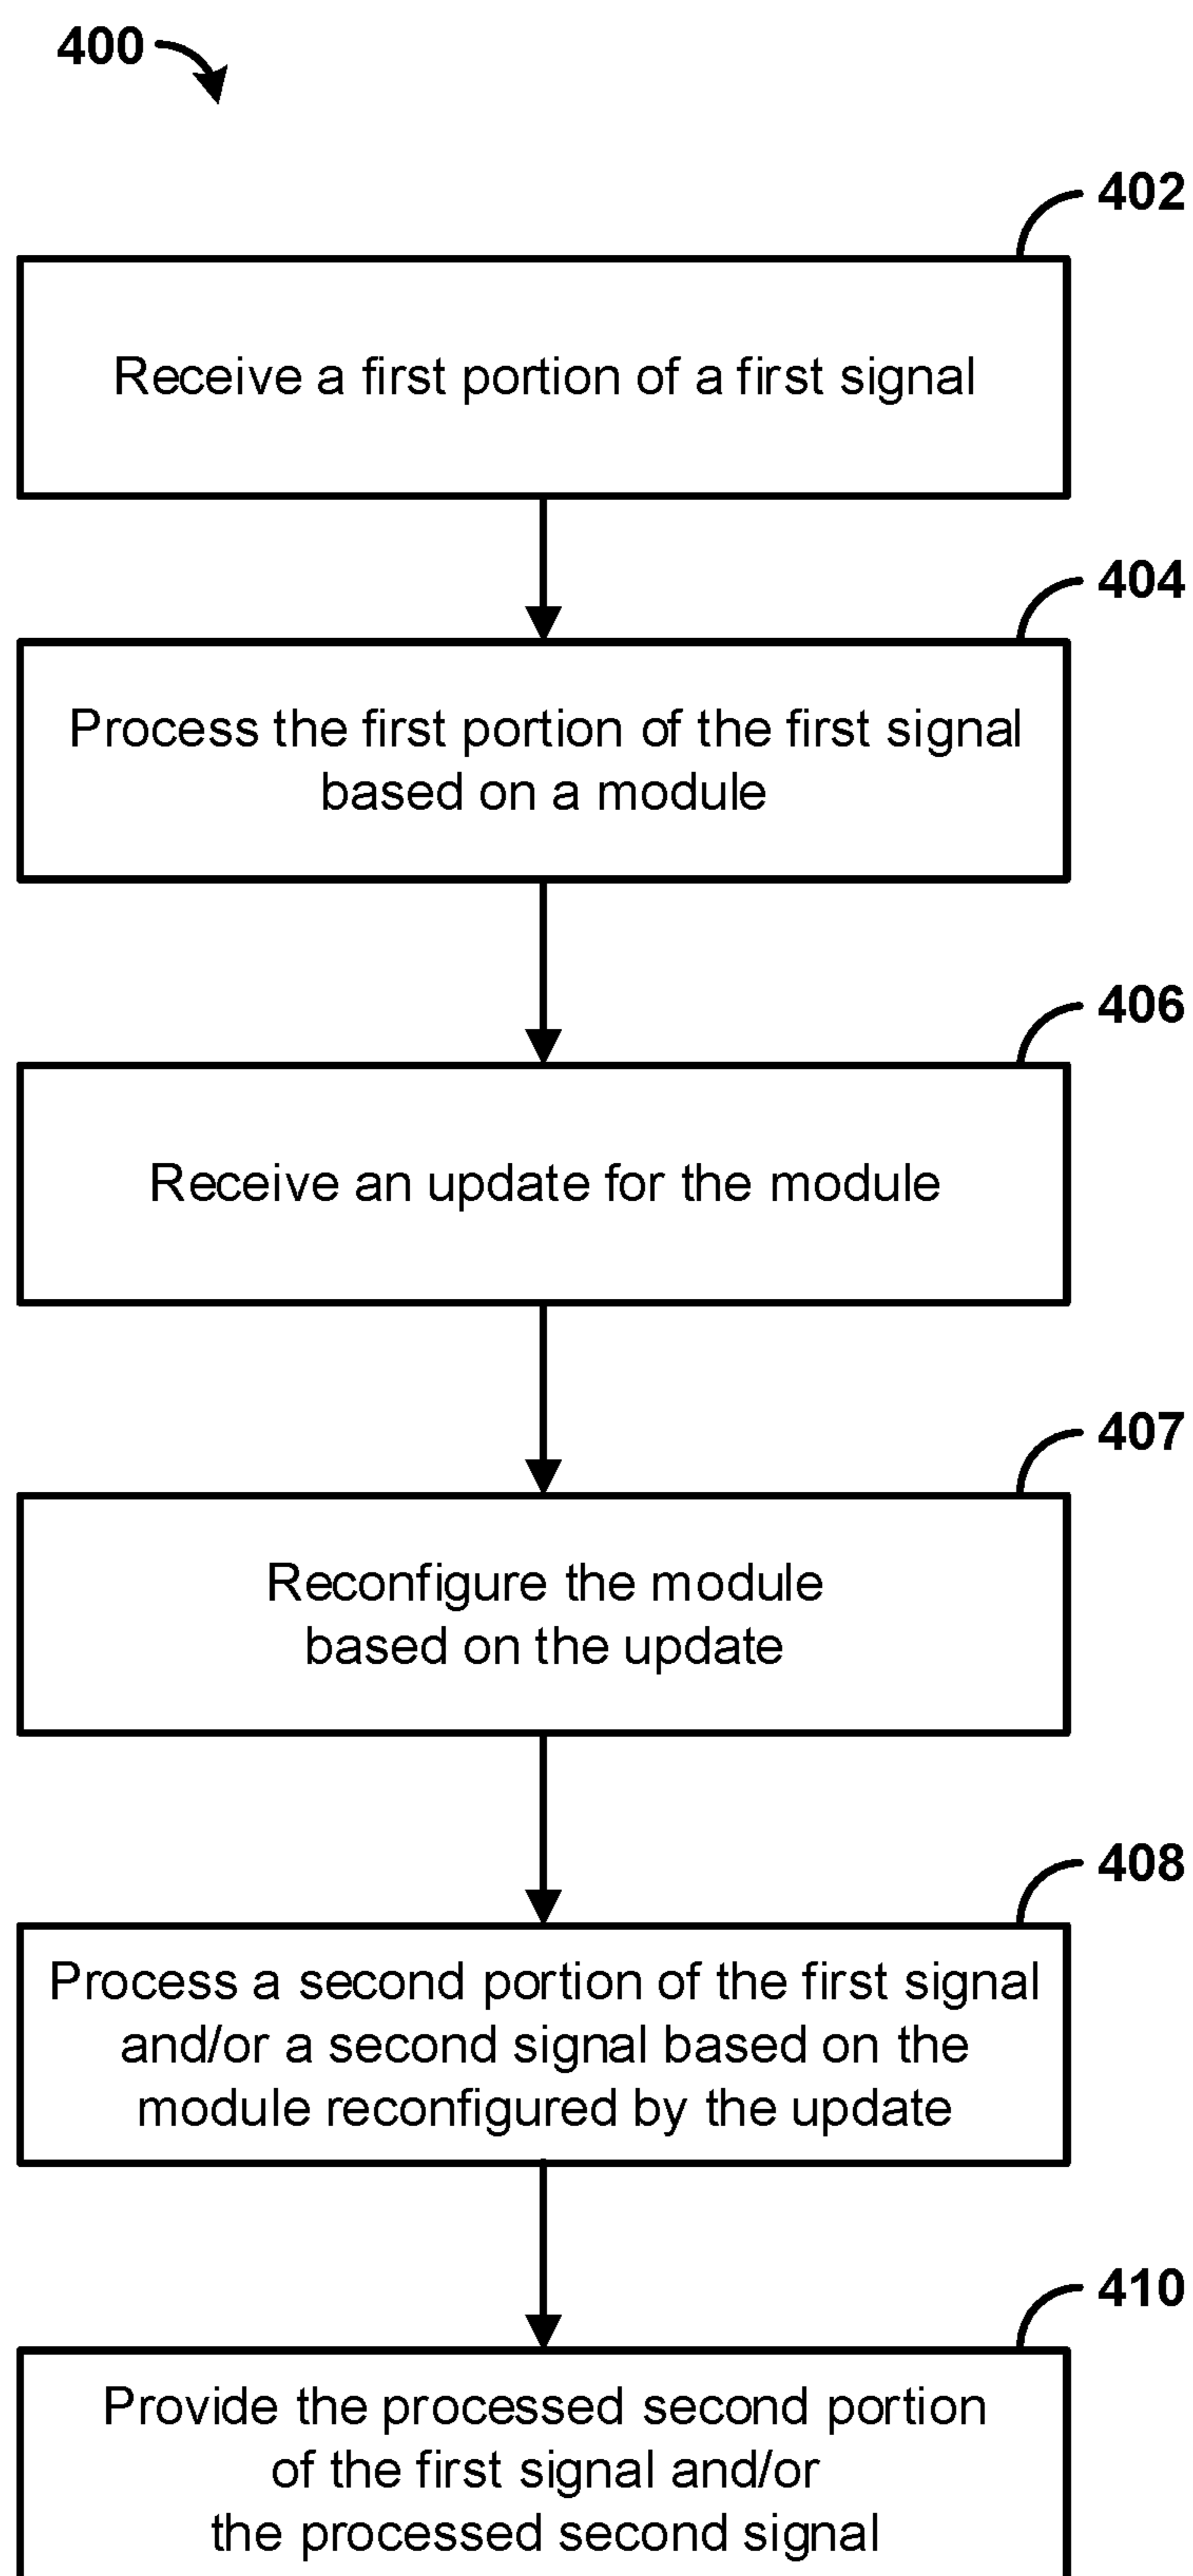 400
402
Receive a first portion of a first signal
404
Process the first portion of the first signal
based on a module
406
Receive an update for the module
407
Reconfigure the module
based on the update
408
Process a second portion of the first signal
and/or a second signal based on the
module reconfigured by the update
410
Provide the processed second portion
of the first signal and/or
the processed second signal